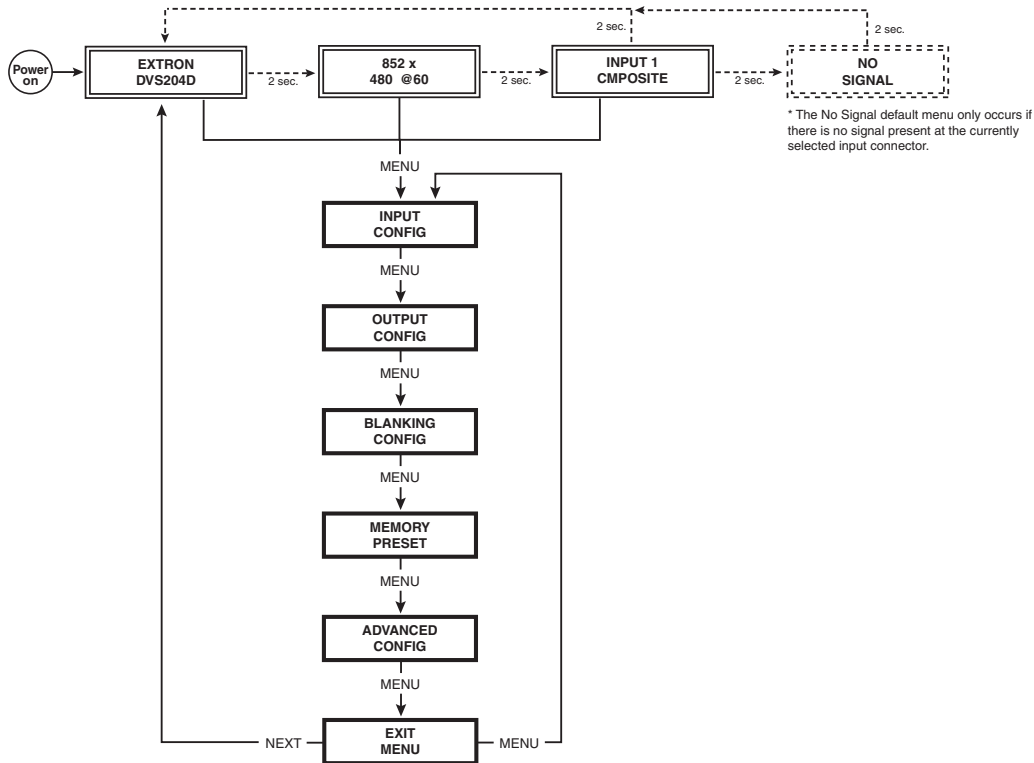 2 sec.
2 sec.
Power
on
EXTRON
DVS204D
2 sec.
852 x
480 @60
2 sec.
INPUT 1
CMPOSITE
2 sec.
NO
SIGNAL
* The No Signal default menu only occurs if
there is no signal present at the currently
selected input connector.
MENU
INPUT
CONFIG
MENU
OUTPUT
CONFIG
MENU
BLANKING
CONFIG
MENU
MEMORY
PRESET
MENU
ADVANCED
CONFIG
MENU
NEXT
EXIT
MENU
MENU